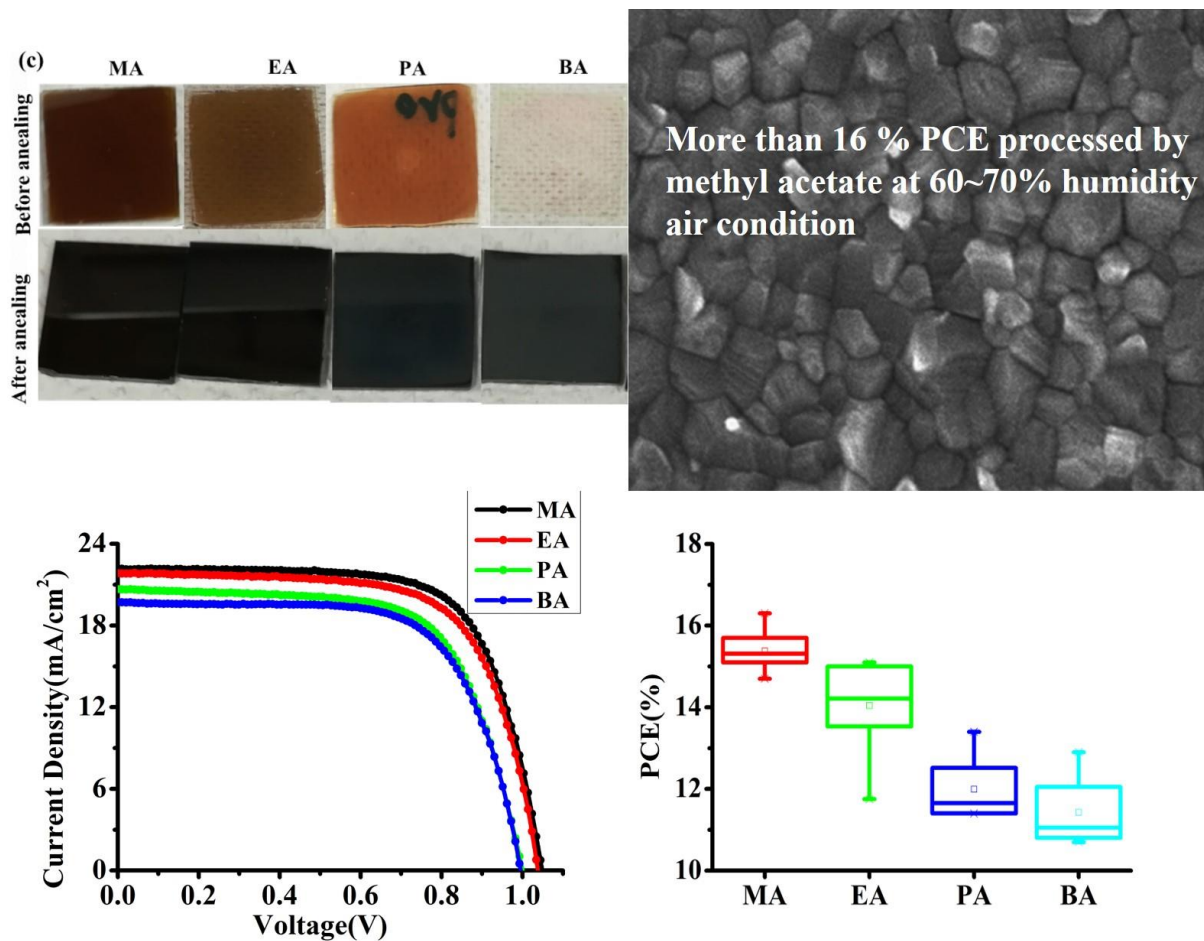 (c)
MA EA PA BA
Before anealing
After anealing
More than 16 % PCE processed by
methyl acetate at 60~70% humidity
air condition
MA
EA
PA
BA
Current Density(mA/cm²)
24
18
12
6
0
0.0 0.2 0.4 0.6 0.8 1.0
Voltage(V)
PCE(%)
18
16
14
12
10
MA EA PA BA